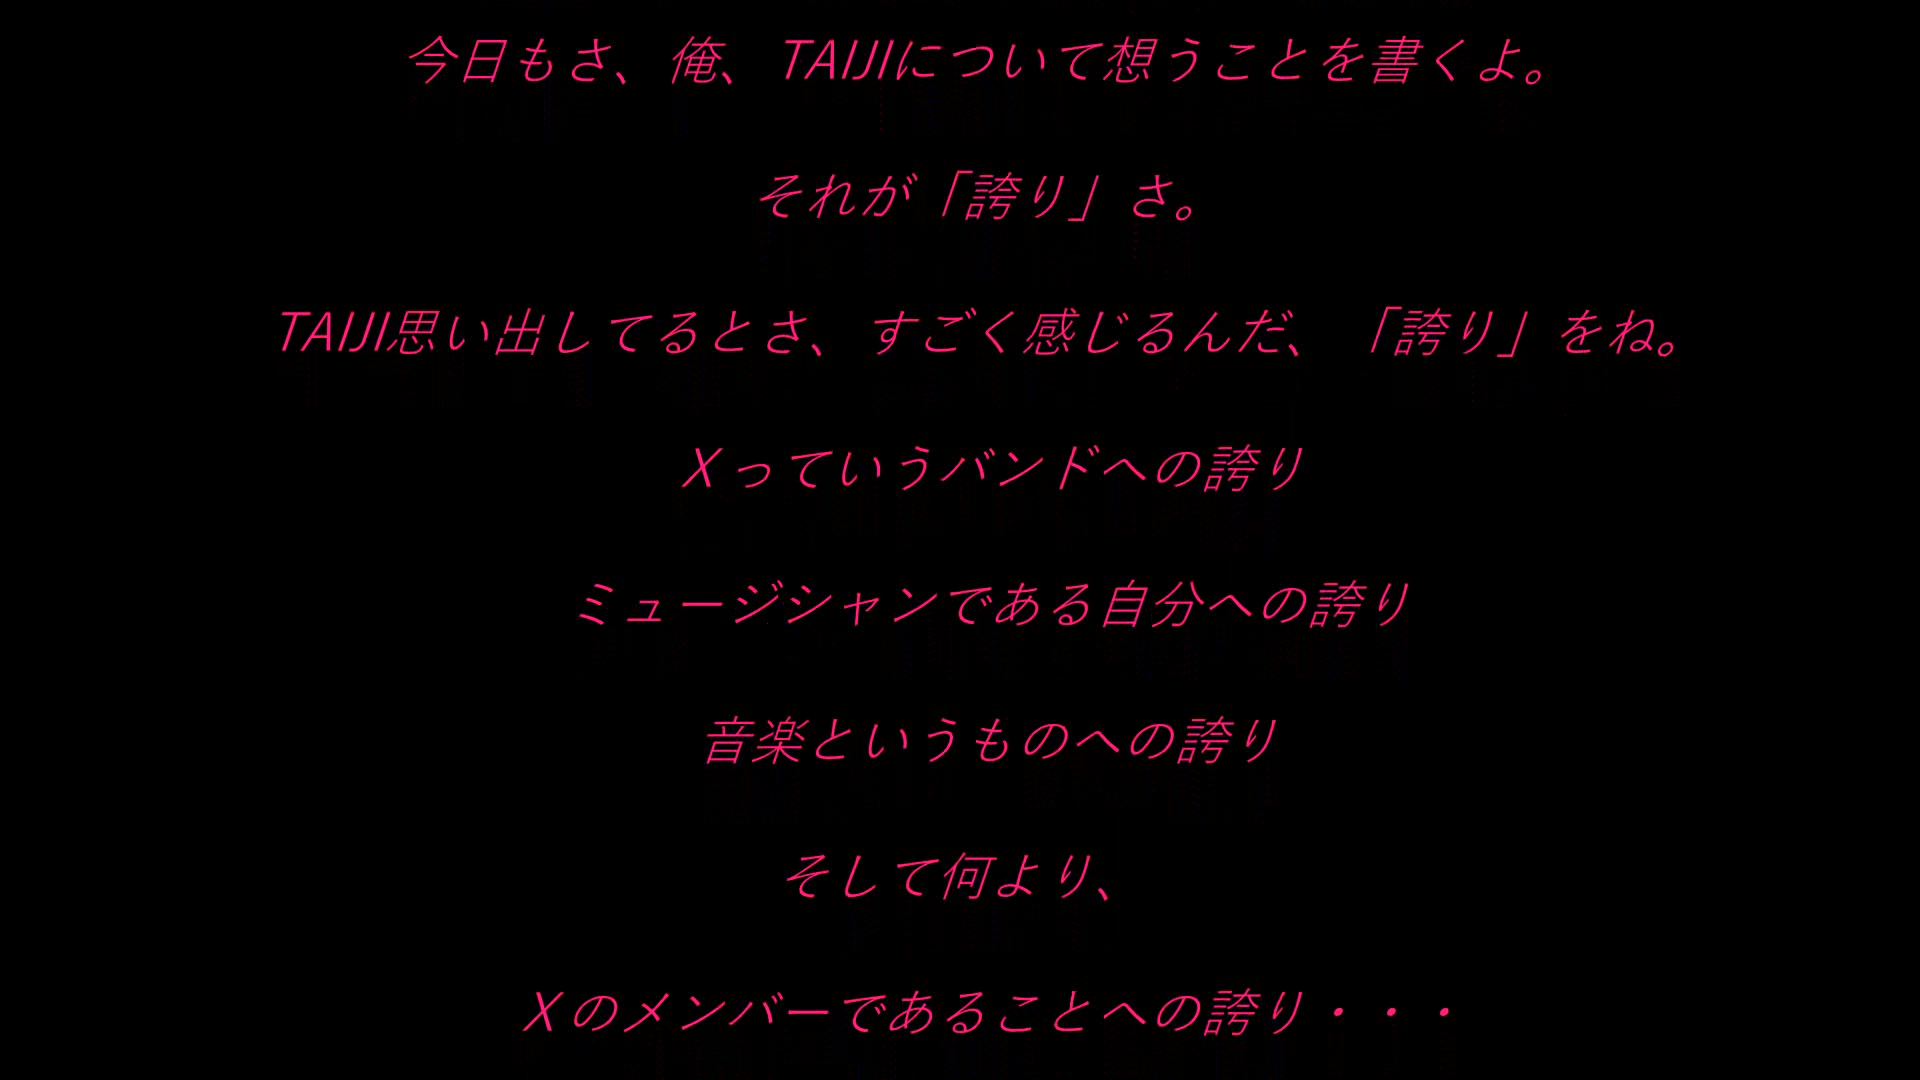 今日もさ、俺、TAIJIについて想うことを書くよ。
それが「誇り」さ。
TAIJI思い出してるとさ、すごく感じるんだ、「誇り」をね。
Xっていうバンドへの誇り
ミュージシャンである自分への誇り
音楽というものへの誇り
そして何より、
Xのメンバーであることへの誇り・・・